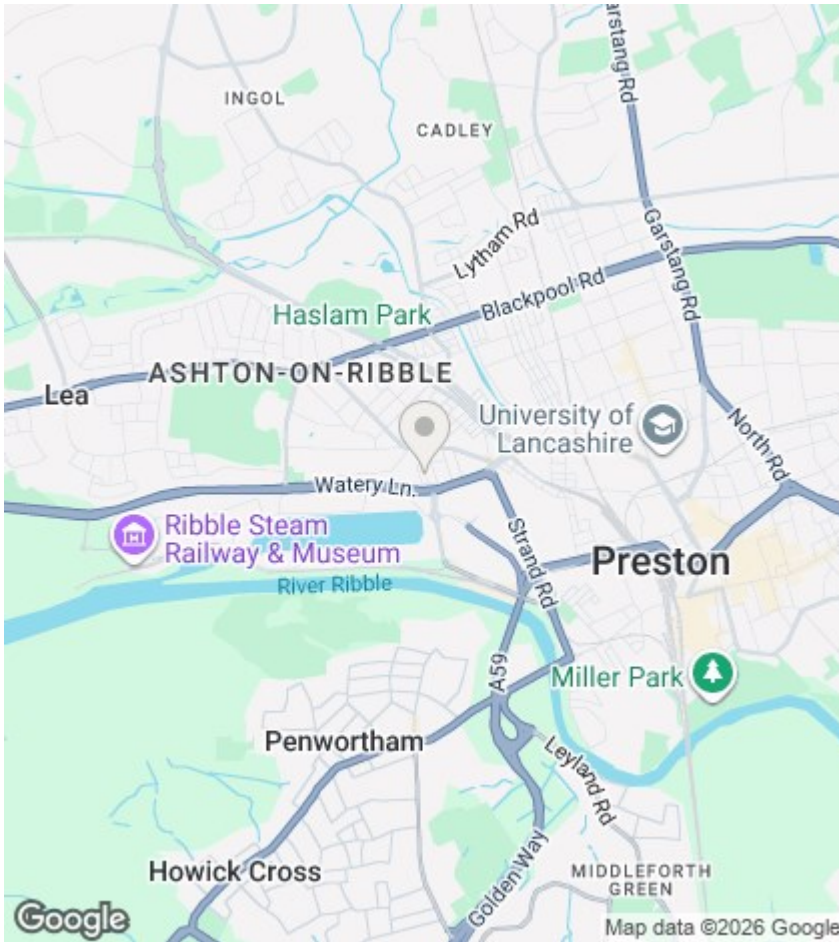 Garstang Rd
INGOL
CADLEY
Lytham Rd
Garstang Rd
Blackpool Rd
Haslam Park
ASHTON-ON-RIBBLE
Lea
University of
Lancashire
North Rd
Watery Ln.
Ribble Steam
Railway & Museum
Strand Rd
Preston
River Ribble
A59
Miller Park
Penwortham
Leyland Rd
Howick Cross
Golden Way
MIDDLEFORTH
GREEN
Google
Map data ©2026 Google